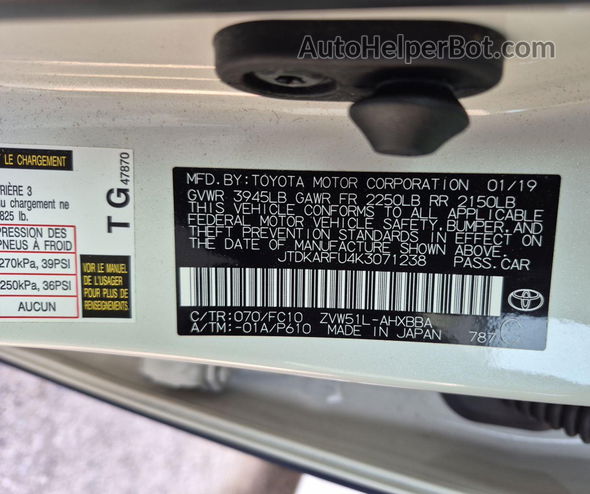 AutoHelperBot.com
LE CHARGEMENT
RIÈRE 3
u chargement ne
825 lb.
PRESSION DES
PNEUS À FROID
270kPa, 39PSI
250kPa, 36PSI
AUCUN
VOIR LE MANUEL
DE L'USAGER
POUR PLUS DE
RENSEIGNEMENTS
TG
47870
MFD. BY: TOYOTA MOTOR CORPORATION 01/19
GVWR 3945LB GAWR FR 2250LB RR 2150LB
THIS VEHICLE CONFORMS TO ALL APPLICABLE
FEDERAL MOTOR VEHICLE SAFETY, BUMPER, AND
THEFT PREVENTION STANDARDS IN EFFECT ON
THE DATE OF MANUFACTURE SHOWN ABOVE.
JTDKARFU4K3071238 PASS. CAR
C/TR: 070/FC10 ZVW51L-AHXBBA
A/TM: -01A/P610 MADE IN JAPAN 787
TOYOTA